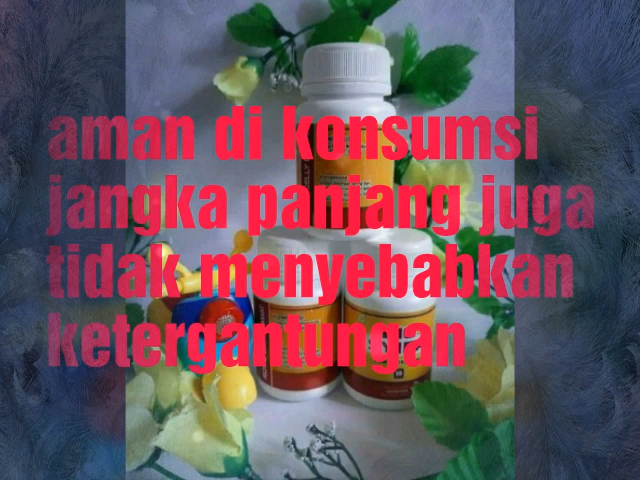 aman di konsumsi
jangka panjang juga
tidak menyebabkan
ketergantungan